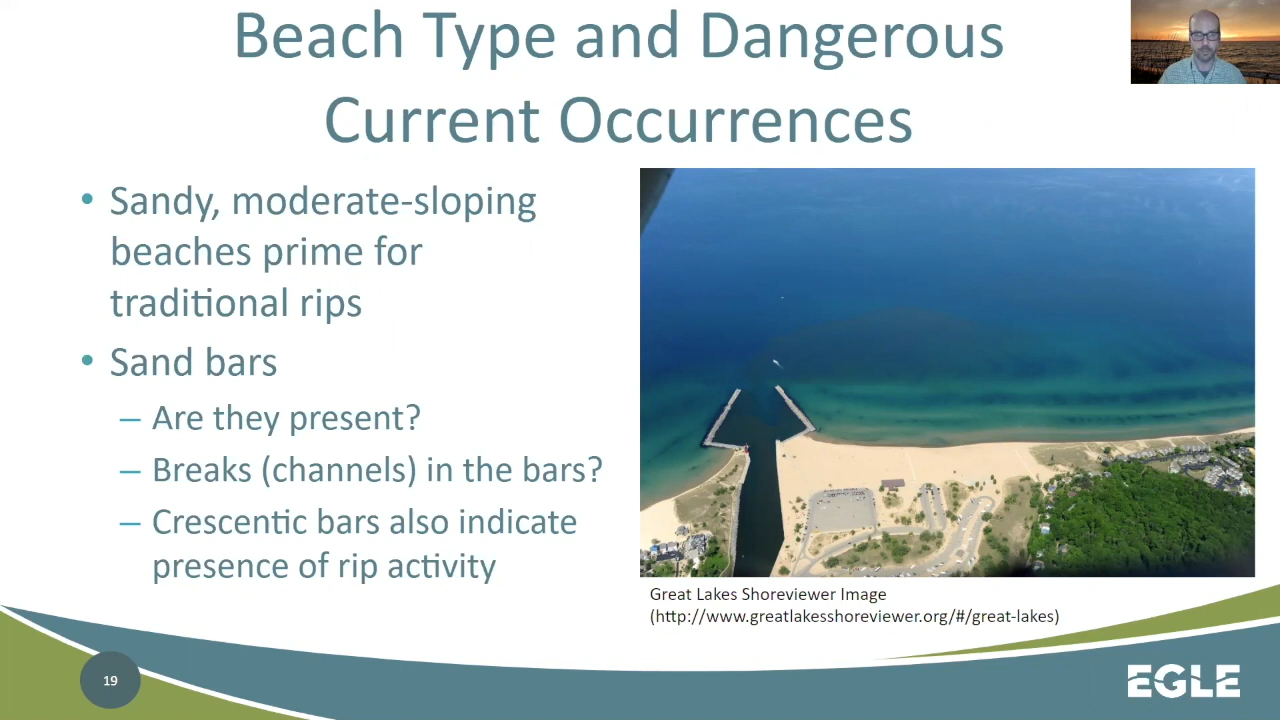 Beach Type and Dangerous
Current Occurrences
• Sandy, moderate-sloping
beaches prime for
traditional rips
• Sand bars
– Are they present?
– Breaks (channels) in the bars?
– Crescentic bars also indicate
presence of rip activity
Great Lakes Shoreviewer Image
(http://www.greatlakesshoreviewer.org/#/great-lakes)
19
EGLE